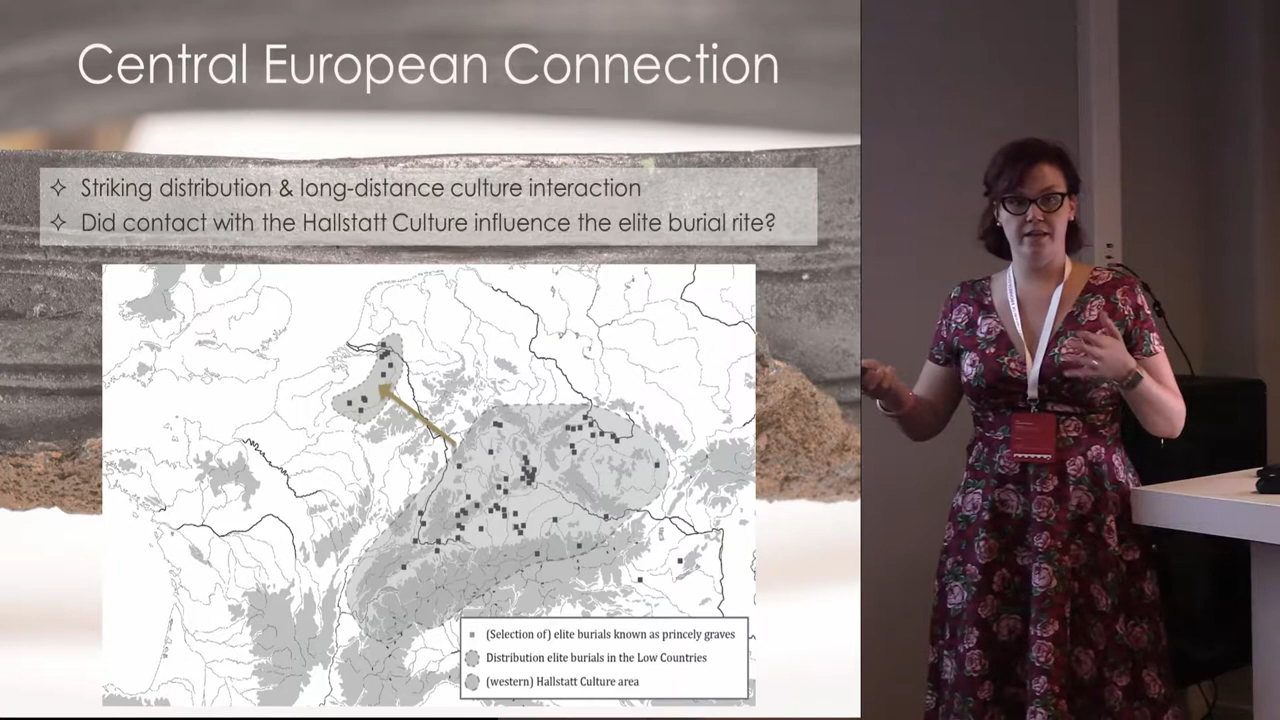 Central European Connection
Striking distribution & long-distance culture interaction
Did contact with the Hallstatt Culture influence the elite burial rite?
(Selection of) elite burials known as princely graves
Distribution elite burials in the Low Countries
(western) Hallstatt Culture area